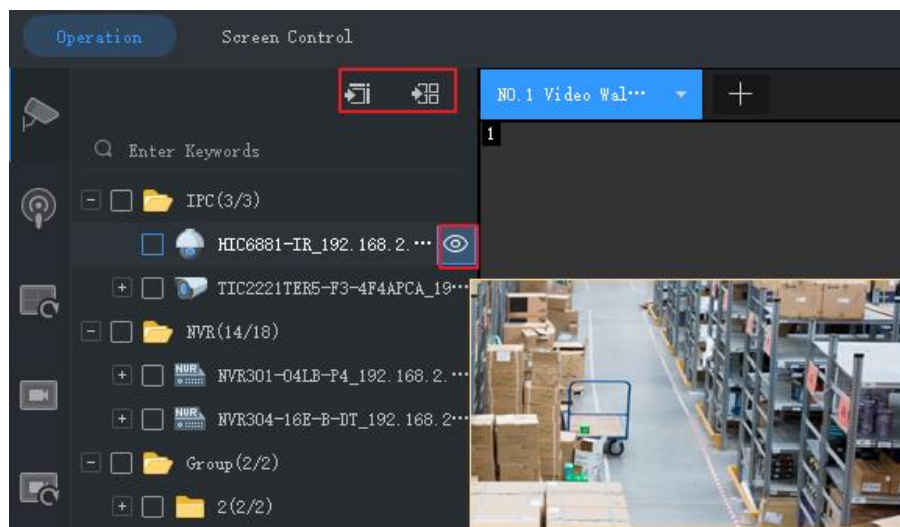 Operation
Screen Control
NO.1 Video Wal···
1
Enter Keywords
IPC(3/3)
HIC6881-IR_192.168.2.···
TIC2221TER5-F3-4F4APCA_19···
NVR(14/18)
NVR
NVR301-04LB-P4_192.168.2.···
NVR
NVR304-16E-B-DT_192.168.2···
Group(2/2)
2(2/2)